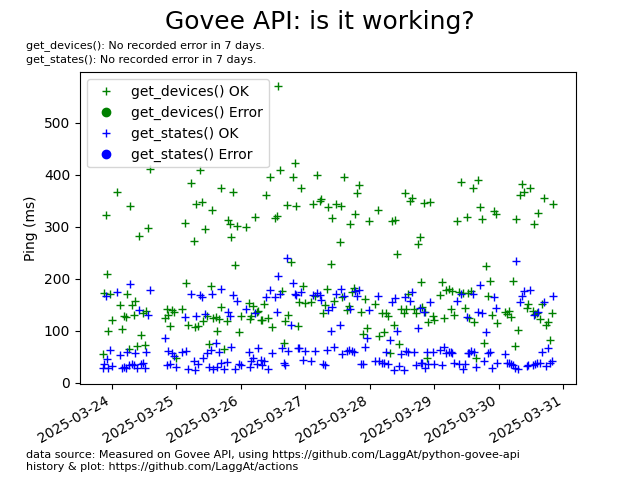 Govee API: is it working?
get_devices(): No recorded error in 7 days.
get_states(): No recorded error in 7 days.
get_devices() OK
get_devices() Error
get_states() OK
get_states() Error
Ping (ms)
500
400
300
200
100
0
2025-03-24
2025-03-25
2025-03-26
2025-03-27
2025-03-28
2025-03-29
2025-03-30
2025-03-31
data source: Measured on Govee API, using https://github.com/LaggAt/python-govee-api
history & plot: https://github.com/LaggAt/actions